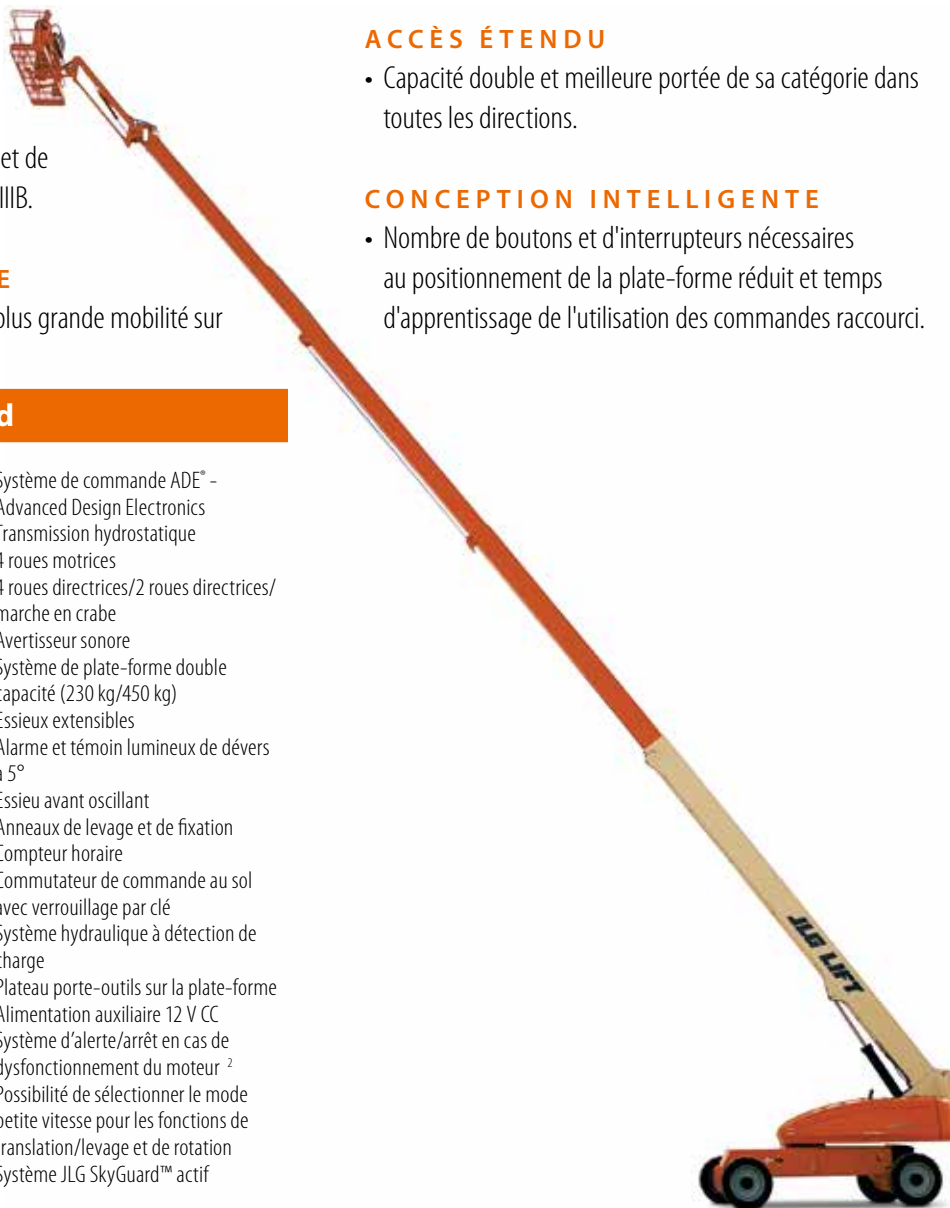 ACCÈS ÉTENDU
• Capacité double et meilleure portée de sa catégorie dans
toutes les directions.
CONCEPTION INTELLIGENTE
• Nombre de boutons et d'interrupteurs nécessaires
au positionnement de la plate-forme réduit et temps
d'apprentissage de l'utilisation des commandes raccourci.
et de
IIIB.
E
plus grande mobilité sur
d
Système de commande ADE® -
Advanced Design Electronics
Transmission hydrostatique
4 roues motrices
4 roues directrices/2 roues directrices/
marche en crabe
Avertisseur sonore
Système de plate-forme double
capacité (230 kg/450 kg)
Essieux extensibles
Alarme et témoin lumineux de dévers
à 5°
Essieu avant oscillant
Anneaux de levage et de fixation
Compteur horaire
Commutateur de commande au sol
avec verrouillage par clé
Système hydraulique à détection de
charge
Plateau porte-outils sur la plate-forme
Alimentation auxiliaire 12 V CC
Système d’alerte/arrêt en cas de
dysfonctionnement du moteur ²
Possibilité de sélectionner le mode
petite vitesse pour les fonctions de
translation/levage et de rotation
Système JLG SkyGuard™ actif
JLG LIFT